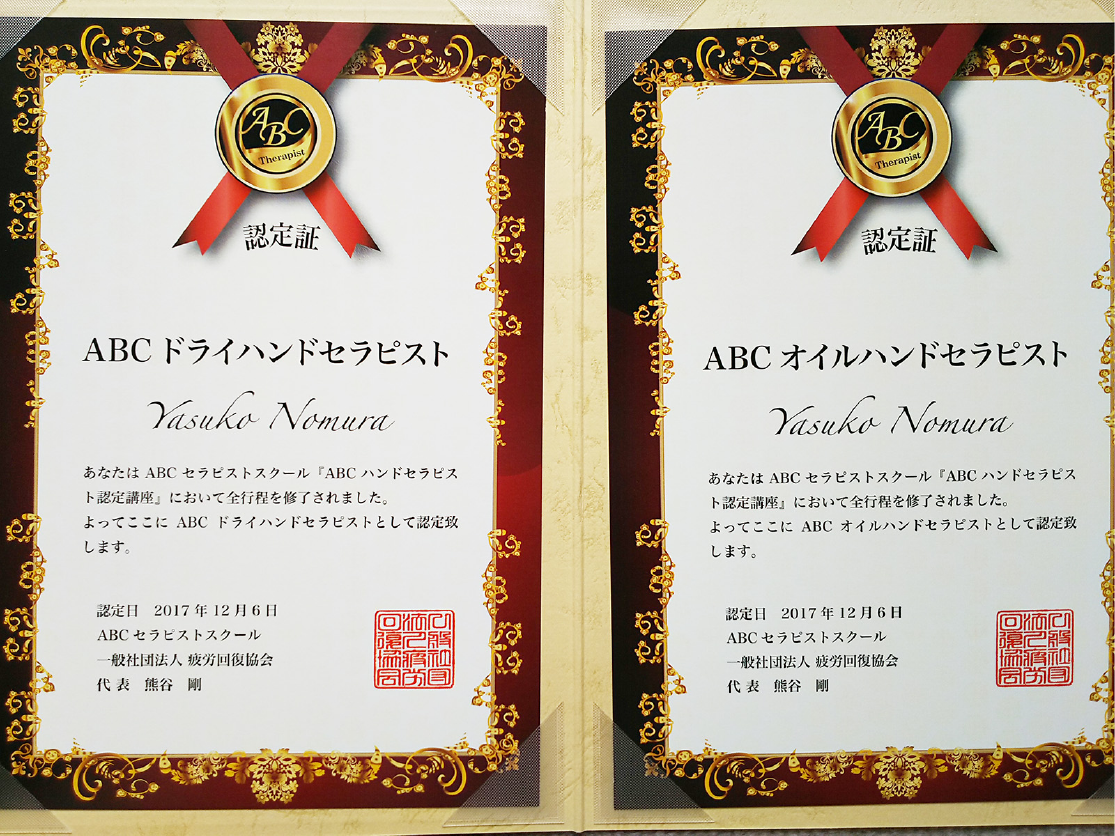 ABC
Therapist
認定証
ABC ドライハンドセラピスト
Yasuko Nomura
あなたは ABC セラピストスクール『ABC ハンドセラピス
ト認定講座』において全行程を修了されました。
よってここに ABC ドライハンドセラピストとして認定致
します。
認定日　2017 年 12 月 6 日
ABC セラピストスクール
一般社団法人 疲労回復協会
代 表　熊谷　剛
ABC
Therapist
認定証
ABC オイルハンドセラピスト
Yasuko Nomura
あなたは ABC セラピストスクール『ABC ハンドセラピス
ト認定講座』において全行程を修了されました。
よってここに ABC オイルハンドセラピストとして認定致
します。
認定日　2017 年 12 月 6 日
ABC セラピストスクール
一般社団法人 疲労回復協会
代 表　熊谷　剛